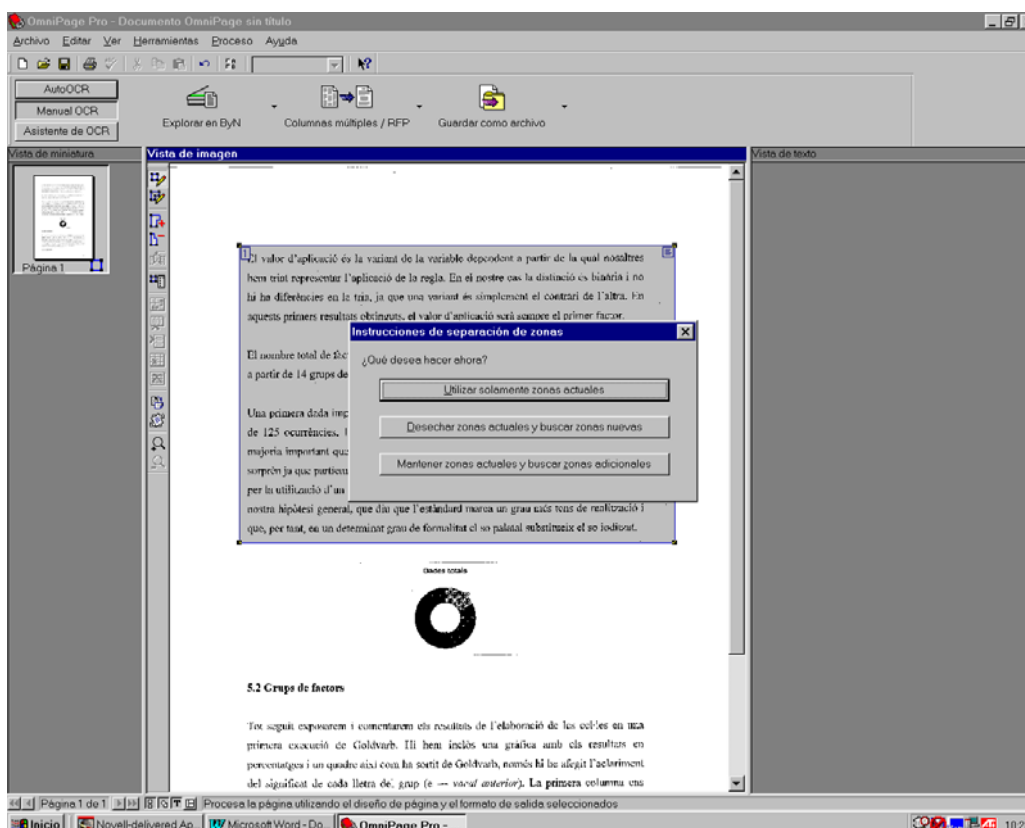 OmniPage Pro - Documento OmniPage sin título
Archivo Editar Ver Herramientas Proceso Ayuda
AutoOCR
Manual OCR
Asistente de OCR
Explorar en ByN
Columnas múltiples / RFP
Guardar como archivo
Vista de miniatura
Vista de imagen
Vista de texto
Página 1
1
El valor d'aplicació és la variant de la variable dependent a partir de la qual nosaltres
hem triat representar l'aplicació de la regla. En el nostre cas la distinció és binària i no
hi ha diferències en la tria, ja que una variant és simplement el contrari de l'altra. En
aquests primers resultats obtinguts, el valor d'aplicació serà sempre el primer factor.
El nombre total de
a partir de 14 grups de
Una primera dada
de 125 ocurrències.
majoria important que
sorprèn ja que
per la utilització d'un
nostra hipòtesi general, que diu que l'estàndard marca un grau més tens de realització i
que, per tant, en un determinat grau de formalitat el so palatal substitueix el so ioditzat.
Instrucciones de separación de zonas
¿Qué desea hacer ahora?
Utilizar solamente zonas actuales
Desechar zonas actuales y buscar zonas nuevas
Mantener zonas actuales y buscar zonas adicionales
Dades totals
5.2 Grups de factors
Tot seguit exposarem i comentarem els resultats de l'elaboració de les cel·les en una
primera execució de Goldvarb. Hi hem inclòs una gràfica amb els resultats en
percentatges i un quadre així com ha sortit de Goldvarb, només hi he afegit l'aclariment
del significat de cada lletra del grup (e — vocal anterior). La primera columna ens
Página 1 de 1
Procesa la página utilizando el diseño de página y el formato de salida seleccionados
Inicio
Novell-delivered Ap
Microsoft Word - Do
OmniPage Pro -